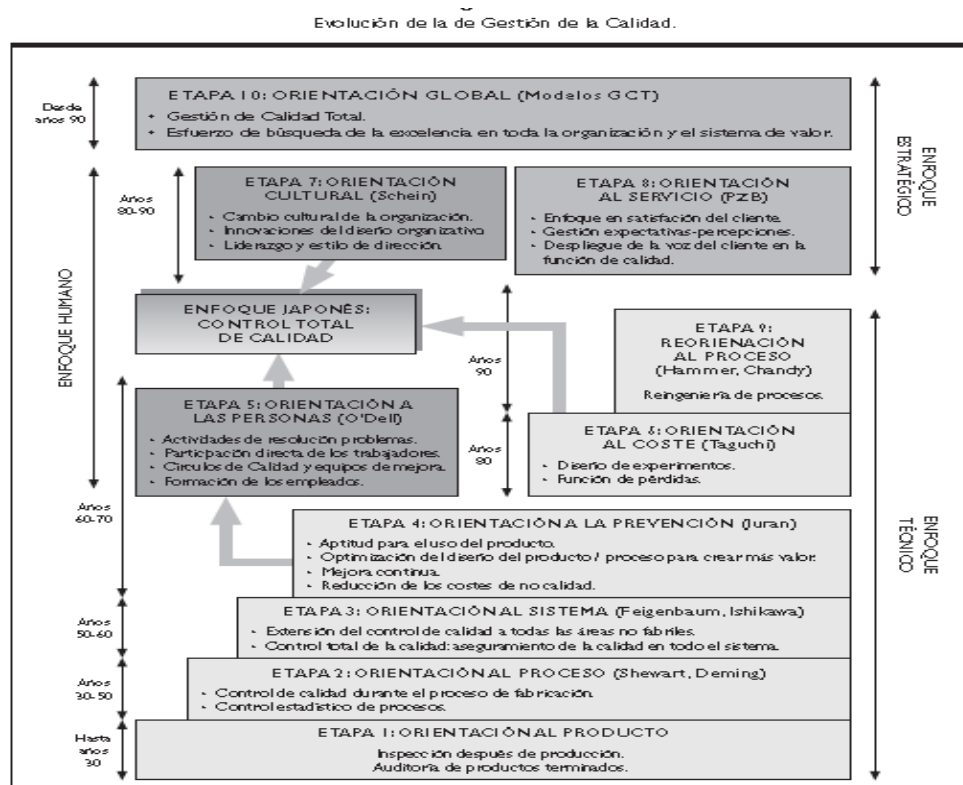 Evolución de la de Gestión de la Calidad.
Desde
años 90
ETAPA 10: ORIENTACIÓN GLOBAL (Modelos GCT)
• Gestión de Calidad Total.
• Esfuerzo de búsqueda de la excelencia en toda la organización y el sistema de valor.
ENFOQUE
ESTRATÉGICO
ENFOQUE HUMANO
Años
80-90
ETAPA 7: ORIENTACIÓN
CULTURAL (Schein)
• Cambio cultural de la organización.
• Innovaciones del diseño organizativo
• Liderazgo y estilo de dirección.
ETAPA 8: ORIENTACIÓN
AL SERVICIO (PZB)
• Enfoque en satisfacción del cliente.
• Gestión expectativas-percepciones.
• Despliegue de la voz del cliente en la
función de calidad.
ENFOQUE JAPONÉS:
CONTROL TOTAL
DE CALIDAD
Años
90
ETAPA 9:
REORIENACIÓN
AL PROCESO
(Hammer, Chandy)
Reingeniería de procesos.
ETAPA 5: ORIENTACIÓN A
LAS PERSONAS (O'Dell)
• Actividades de resolución problemas.
• Participación directa de los trabajadores.
• Círculos de Calidad y equipos de mejora.
• Formación de los empleados.
Años
80
ETAPA 6: ORIENTACIÓN
AL COSTE (Taguchi)
• Diseño de experimentos.
• Función de pérdidas.
Años
60-70
ENFOQUE
TÉCNICO
ETAPA 4: ORIENTACIÓN A LA PREVENCIÓN (Juran)
• Aptitud para el uso del producto.
• Optimización del diseño del producto / proceso para crear más valor.
• Mejora continua.
• Reducción de los costes de no calidad.
Años
50-60
ETAPA 3: ORIENTACIÓN AL SISTEMA (Feigenbaum, Ishikawa)
• Extensión del control de calidad a todas las áreas no fabriles.
• Control total de la calidad: aseguramiento de la calidad en todo el sistema.
Años
30-50
ETAPA 2: ORIENTACIÓN AL PROCESO (Shewart, Deming)
• Control de calidad durante el proceso de fabricación.
• Control estadístico de procesos.
Hasta
años
30
ETAPA 1: ORIENTACIÓN AL PRODUCTO
Inspección después de producción.
Auditoría de productos terminados.